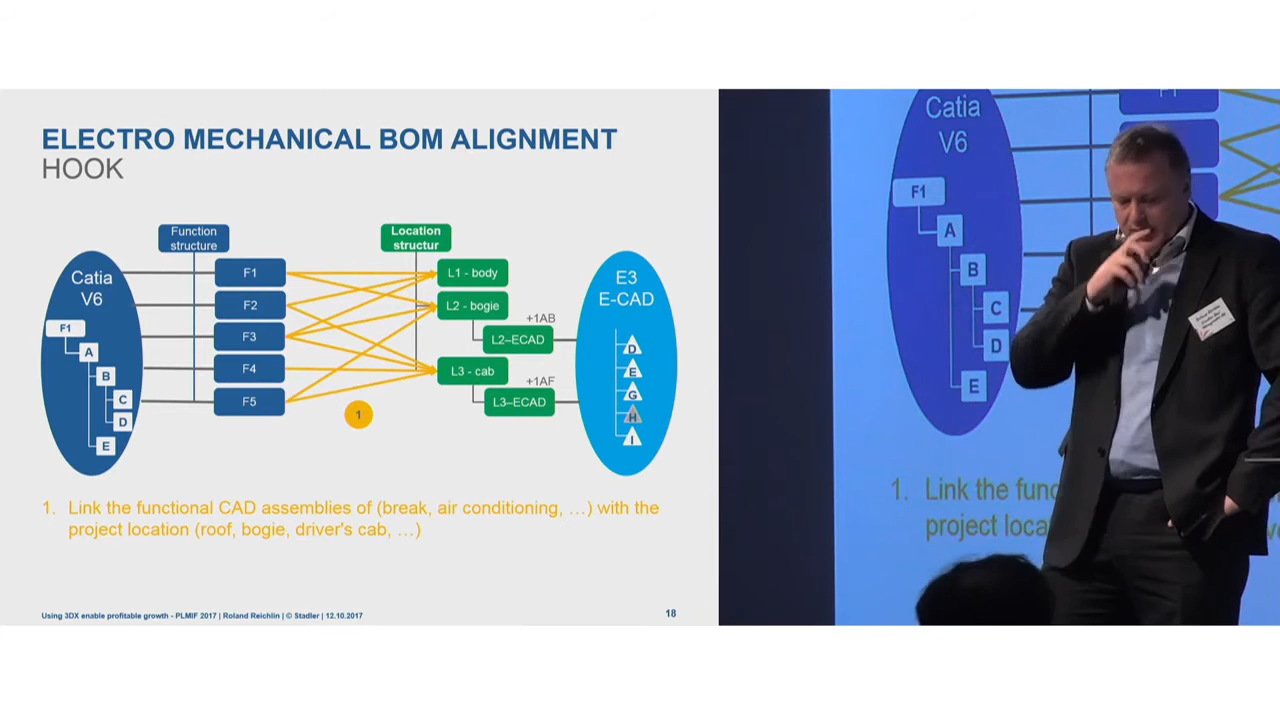 ELECTRO MECHANICAL BOM ALIGNMENT
HOOK
Function
structure
Location
structur
Catia
V6
F1
A
B
C
D
E
F1
F2
F3
F4
F5
1
L1 - body
L2 - bogie
+1AB
L2–ECAD
L3 - cab
+1AF
L3–ECAD
E3
E-CAD
D
E
G
H
I
1. Link the functional CAD assemblies of (break, air conditioning, …) with the
project location (roof, bogie, driver's cab, …)
Using 3DX enable profitable growth - PLMIF 2017 | Roland Reichlin | © Stadler | 12.10.2017
18
Catia
V6
F1
A
B
C
D
E
1. Link the func
project loca